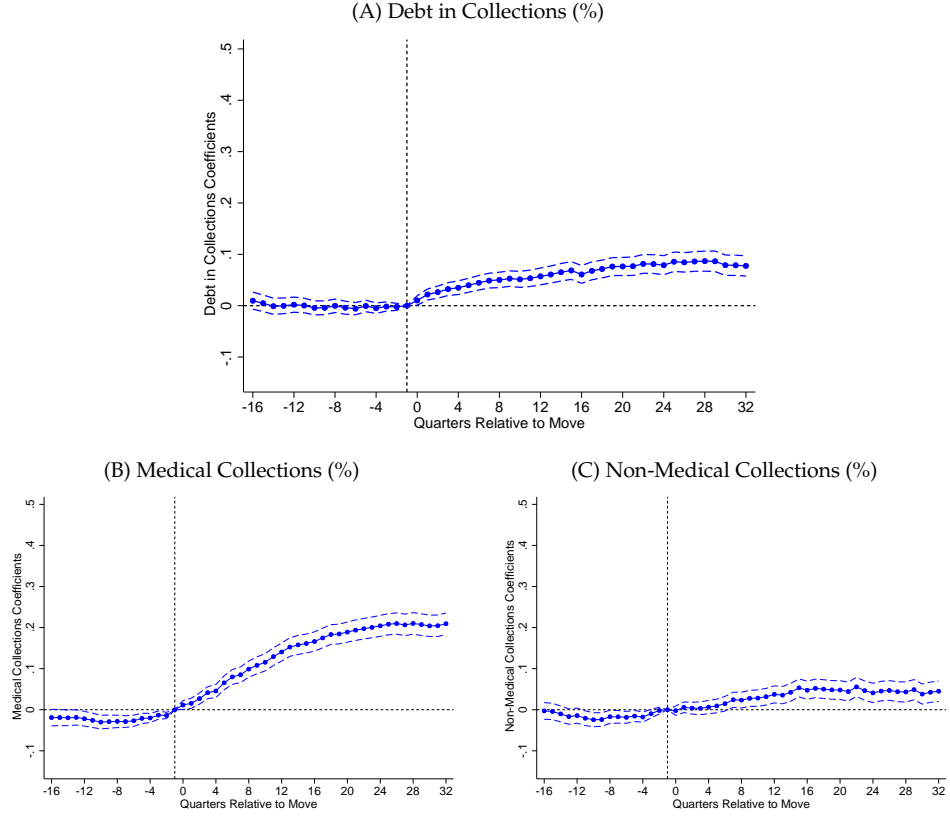 (A) Debt in Collections (%)
Debt in Collections Coefficients
.5
.4
.3
.2
.1
0
-.1
-16 -12 -8 -4 0 4 8 12 16 20 24 28 32
Quarters Relative to Move
(B) Medical Collections (%)
Medical Collections Coefficients
.5
.4
.3
.2
.1
0
-.1
-16 -12 -8 -4 0 4 8 12 16 20 24 28 32
Quarters Relative to Move
(C) Non-Medical Collections (%)
Non-Medical Collections Coefficients
.5
.4
.3
.2
.1
0
-.1
-16 -12 -8 -4 0 4 8 12 16 20 24 28 32
Quarters Relative to Move